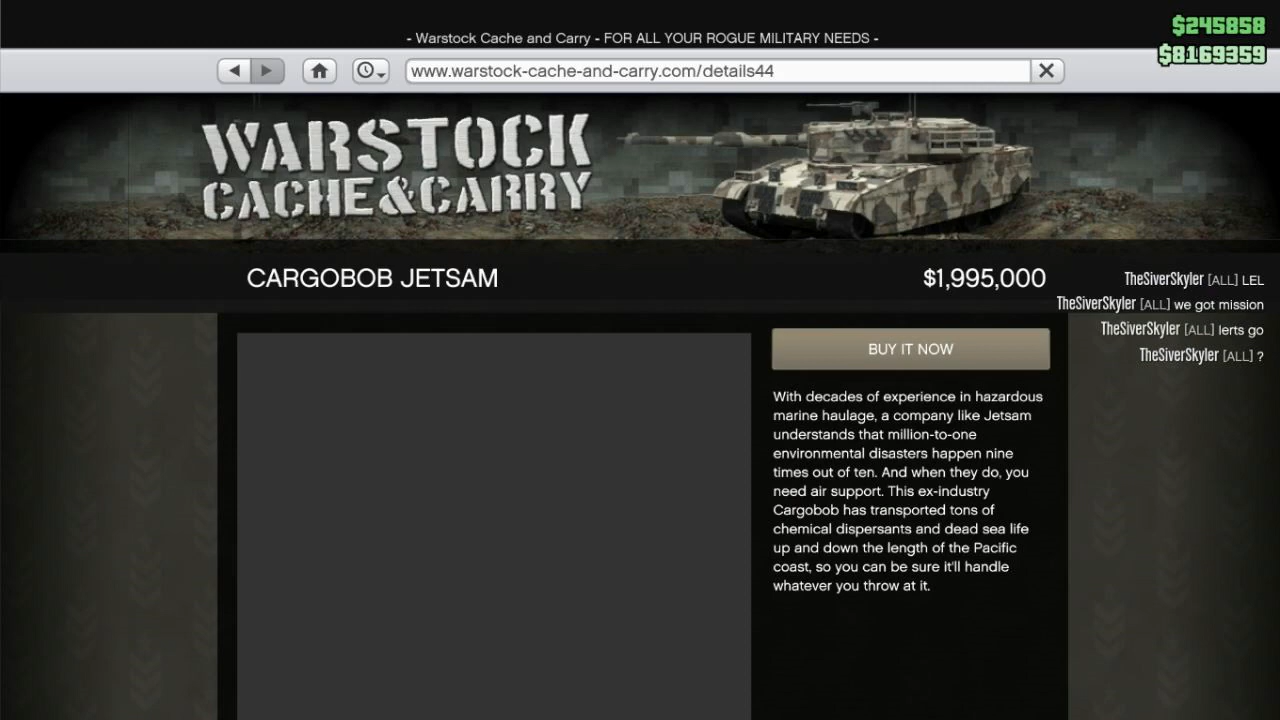 - Warstock Cache and Carry - FOR ALL YOUR ROGUE MILITARY NEEDS -
$245858
$8169359
www.warstock-cache-and-carry.com/details44
WARSTOCK
CACHE&CARRY
CARGOBOB JETSAM
$1,995,000
TheSiverSkyler [ALL] LEL
TheSiverSkyler [ALL] we got mission
TheSiverSkyler [ALL] lerts go
TheSiverSkyler [ALL] ?
BUY IT NOW
With decades of experience in hazardous
marine haulage, a company like Jetsam
understands that million-to-one
environmental disasters happen nine
times out of ten. And when they do, you
need air support. This ex-industry
Cargobob has transported tons of
chemical dispersants and dead sea life
up and down the length of the Pacific
coast, so you can be sure it'll handle
whatever you throw at it.